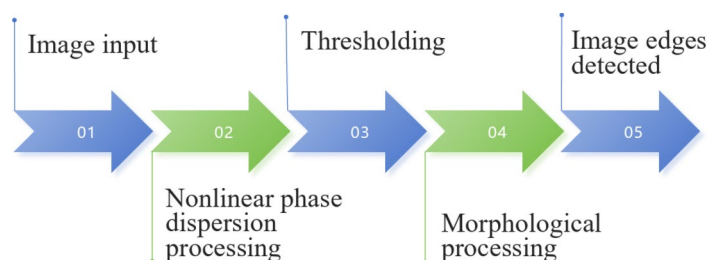 Image input
Thresholding
Image edges
detected
01
02
03
04
05
Nonlinear phase
dispersion
processing
Morphological
processing